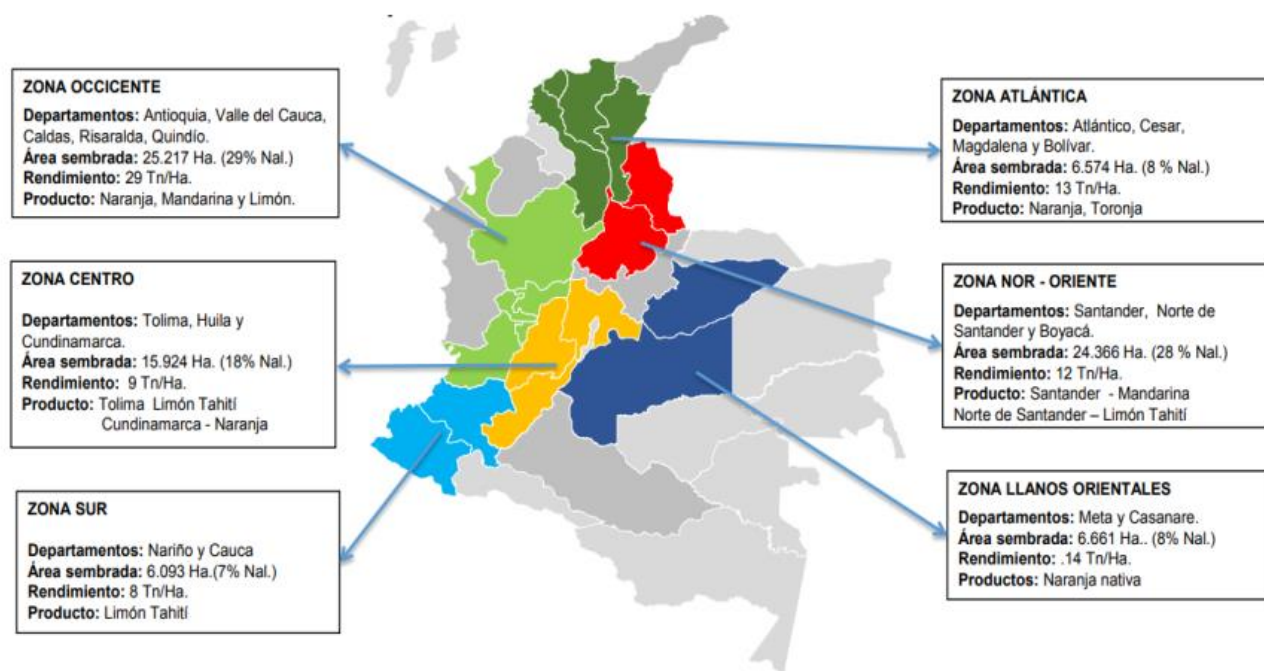 ZONA OCCICENTE
Departamentos: Antioquia, Valle del Cauca,
Caldas, Risaralda, Quindío.
Área sembrada: 25.217 Ha. (29% Nal.)
Rendimiento: 29 Tn/Ha.
Producto: Naranja, Mandarina y Limón.
ZONA CENTRO
Departamentos: Tolima, Huila y
Cundinamarca.
Área sembrada: 15.924 Ha. (18% Nal.)
Rendimiento: 9 Tn/Ha.
Producto: Tolima Limón Tahití
Cundinamarca - Naranja
ZONA SUR
Departamentos: Nariño y Cauca
Área sembrada: 6.093 Ha.(7% Nal.)
Rendimiento: 8 Tn/Ha.
Producto: Limón Tahití
ZONA ATLÁNTICA
Departamentos: Atlántico, Cesar,
Magdalena y Bolívar.
Área sembrada: 6.574 Ha. (8 % Nal.)
Rendimiento: 13 Tn/Ha.
Producto: Naranja, Toronja
ZONA NOR - ORIENTE
Departamentos: Santander, Norte de
Santander y Boyacá.
Área sembrada: 24.366 Ha. (28 % Nal.)
Rendimiento: 12 Tn/Ha.
Producto: Santander - Mandarina
Norte de Santander – Limón Tahití
ZONA LLANOS ORIENTALES
Departamentos: Meta y Casanare.
Área sembrada: 6.661 Ha.. (8% Nal.)
Rendimiento: .14 Tn/Ha.
Productos: Naranja nativa